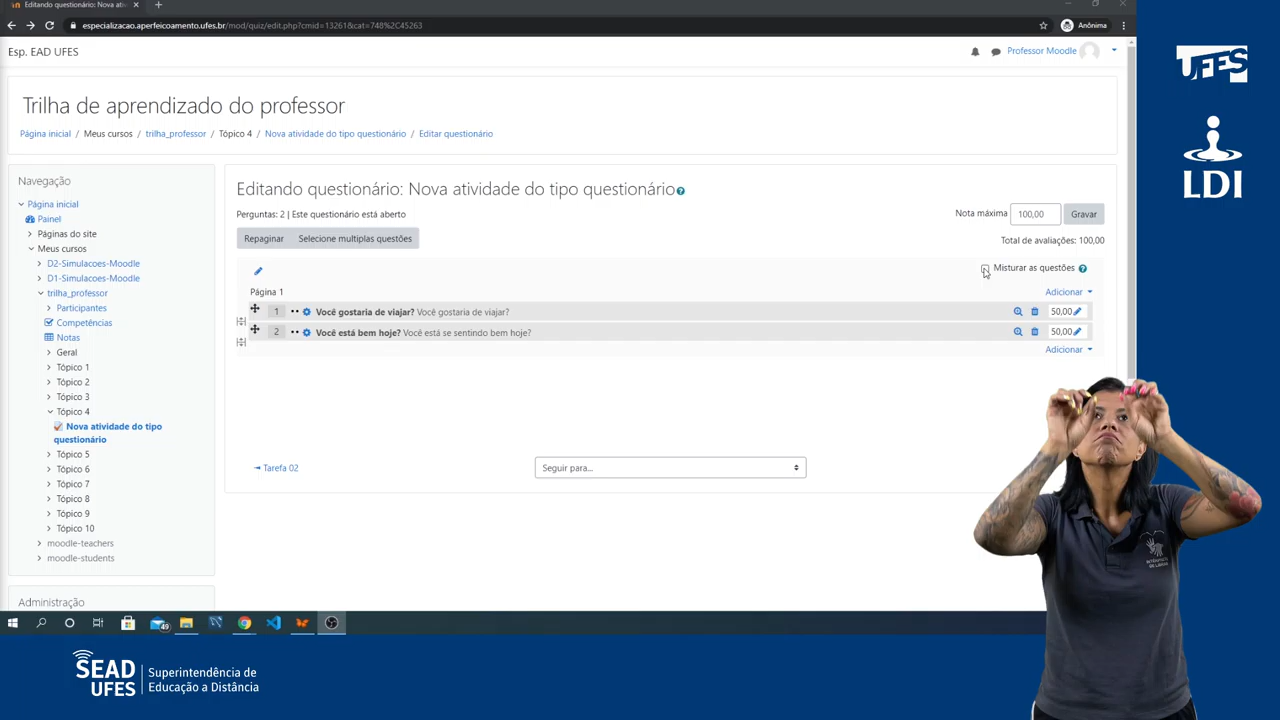 Editando questionário: Nova ativ
especializacao.aperfeicoamento.ufes.br/mod/quiz/edit.php?cmid=13261&cat=748%2C45263
Anônima
Esp. EAD UFES
Professor Moodle
Trilha de aprendizado do professor
Página inicial / Meus cursos / trilha_professor / Tópico 4 / Nova atividade do tipo questionário / Editar questionário
Navegação
Página inicial
Painel
Páginas do site
Meus cursos
D2-Simulacoes-Moodle
D1-Simulacoes-Moodle
trilha_professor
Participantes
Competências
Notas
Geral
Tópico 1
Tópico 2
Tópico 3
Tópico 4
Nova atividade do tipo
questionário
Tópico 5
Tópico 6
Tópico 7
Tópico 8
Tópico 9
Tópico 10
moodle-teachers
moodle-students
Administração
Editando questionário: Nova atividade do tipo questionário
Perguntas: 2 | Este questionário está aberto
Nota máxima 100,00 Gravar
Repaginar Selecione multiplas questões
Total de avaliações: 100,00
Misturar as questões
Página 1 Adicionar
1 Você gostaria de viajar? Você gostaria de viajar? 50,00
2 Você está bem hoje? Você está se sentindo bem hoje? 50,00
Adicionar
Tarefa 02
Seguir para...
49
UFES
LDI
SEAD
UFES
Superintendência de
Educação a Distância
INTÉRPRETE
DE LIBRAS